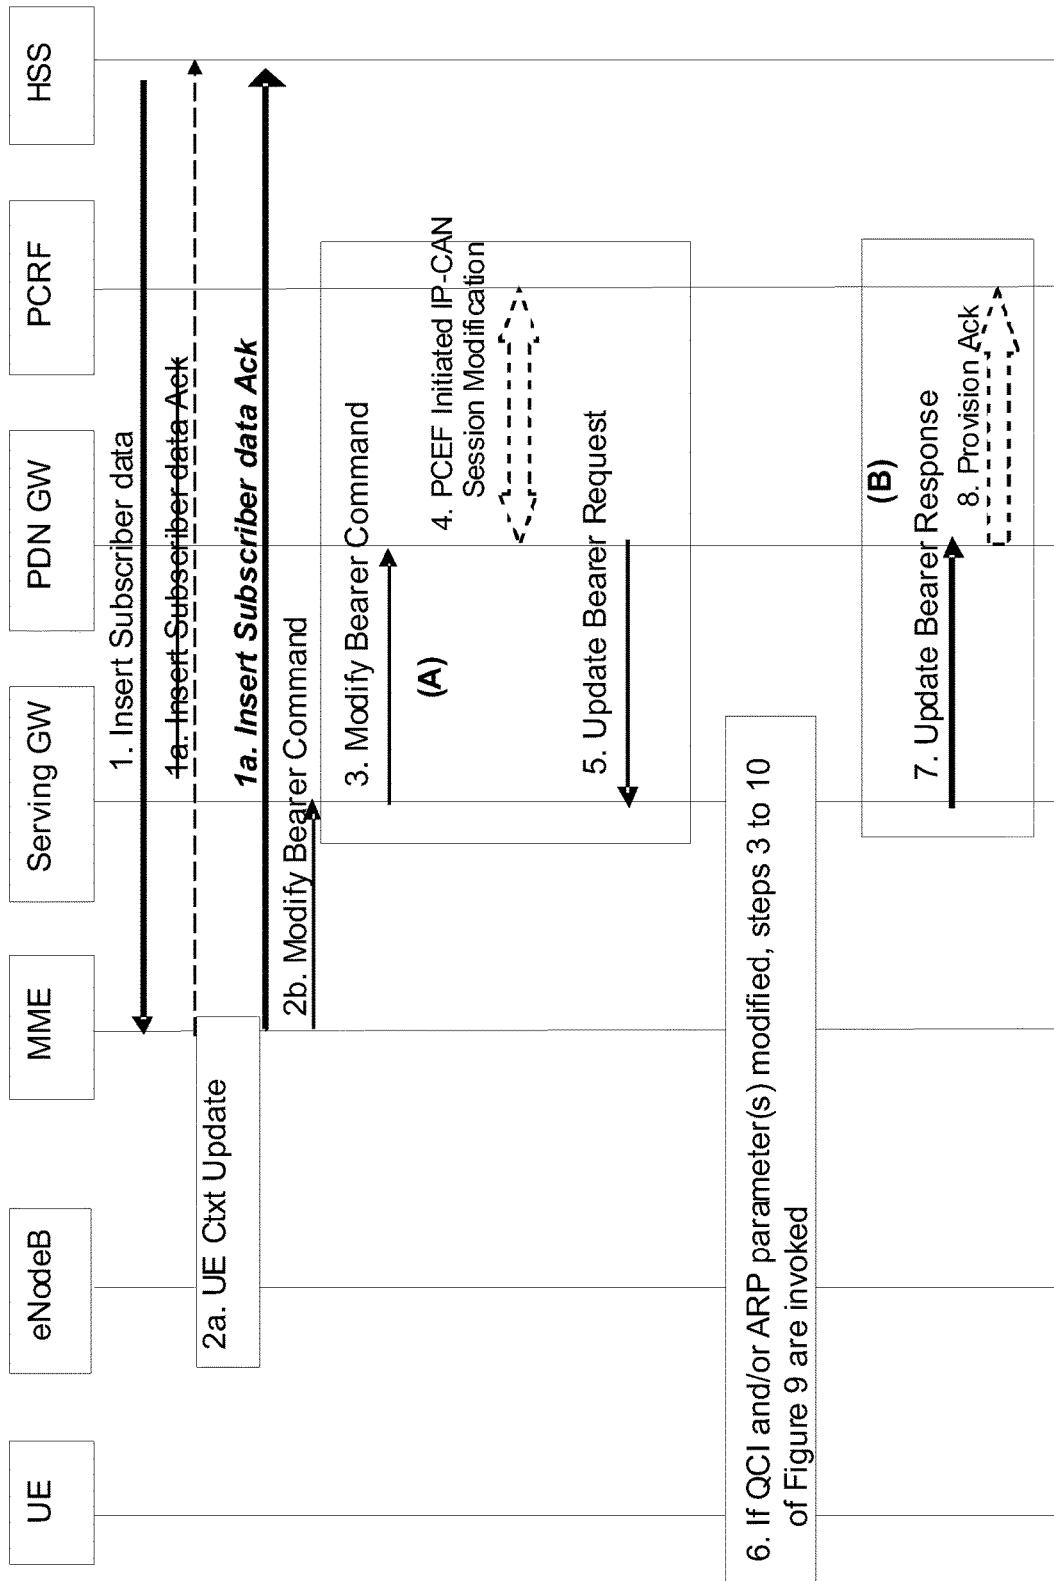 UE
eNodeB
MME
Serving GW
PDN GW
PCRF
HSS
1. Insert Subscriber data
1a. Insert Subscriber data Ack
2a. UE Ctxt Update
1a. Insert Subscriber data Ack
2b. Modify Bearer Command
3. Modify Bearer Command
(A)
4. PCEF Initiated IP-CAN
Session Modification
5. Update Bearer Request
6. If QCI and/or ARP parameter(s) modified, steps 3 to 10
of Figure 9 are invoked
(B)
7. Update Bearer Response
8. Provision Ack